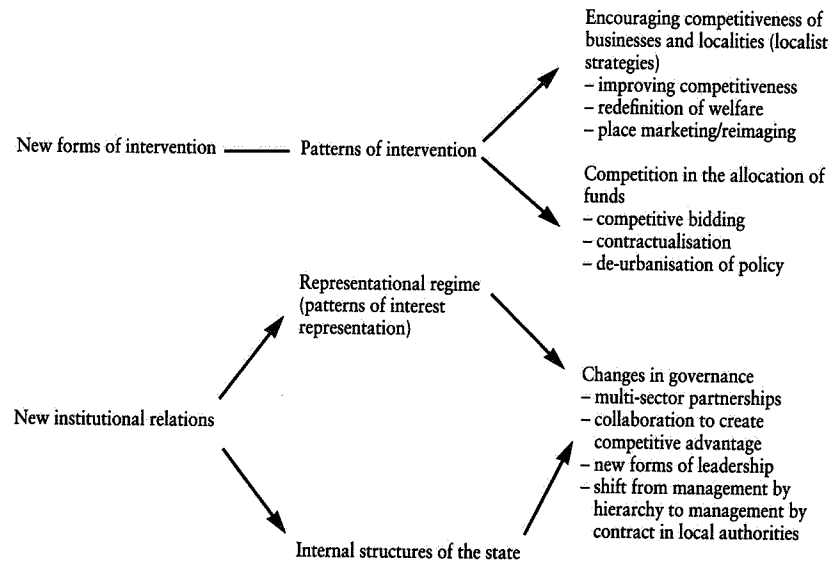 Encouraging competitiveness of
businesses and localities (localist
strategies)
– improving competitiveness
– redefinition of welfare
– place marketing/reimaging
New forms of intervention
Patterns of intervention
Competition in the allocation of
funds
– competitive bidding
– contractualisation
– de-urbanisation of policy
Representational regime
(patterns of interest
representation)
New institutional relations
Changes in governance
– multi-sector partnerships
– collaboration to create
competitive advantage
– new forms of leadership
– shift from management by
hierarchy to management by
contract in local authorities
Internal structures of the state